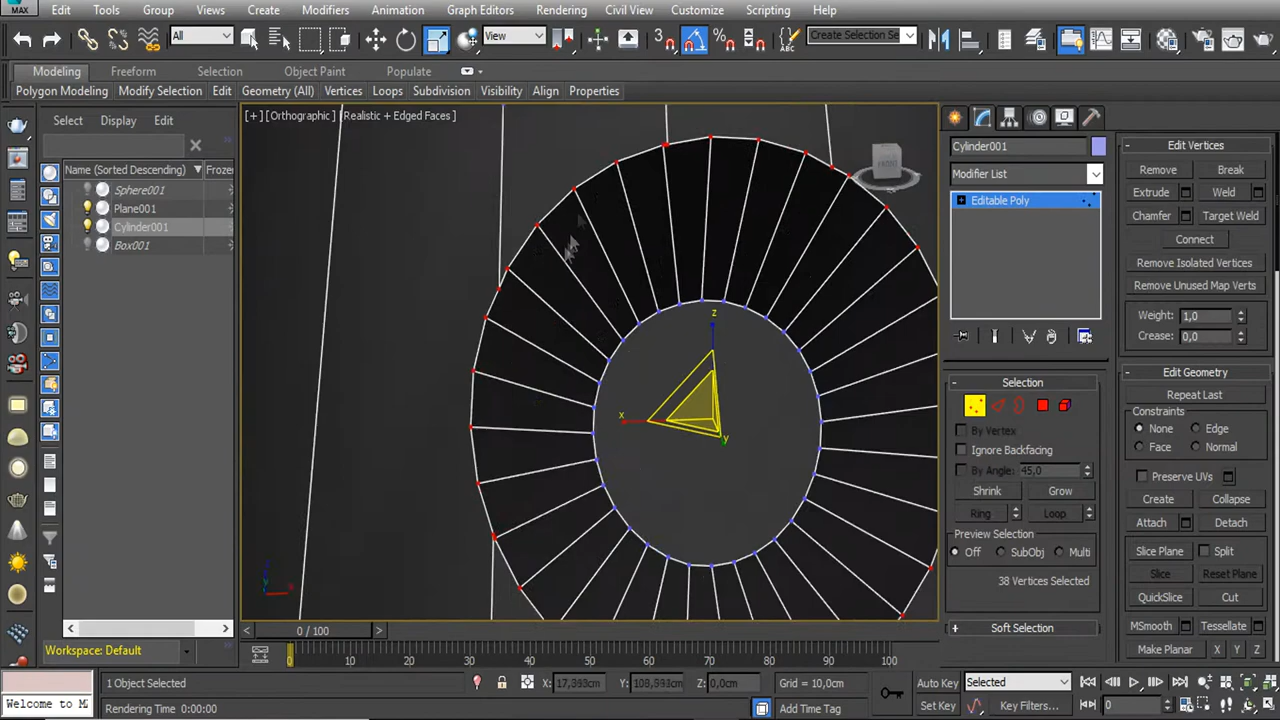 MAX
Edit Tools Group Views Create Modifiers Animation Graph Editors Rendering Civil View Customize Scripting Help
All View 3 Create Selection Se
Modeling Freeform Selection Object Paint Populate
Polygon Modeling Modify Selection Edit Geometry (All) Vertices Loops Subdivision Visibility Align Properties
Select Display Edit
Name (Sorted Descending) Frozen
Sphere001
Plane001
Cylinder001
Box001
[+] [Orthographic] [Realistic + Edged Faces]
FRONT
z
x
y
Cylinder001
Modifier List
Editable Poly
Selection
By Vertex
Ignore Backfacing
By Angle: 45,0
Shrink Grow
Ring Loop
Preview Selection
Off SubObj Multi
38 Vertices Selected
Soft Selection
Edit Vertices
Remove Break
Extrude Weld
Chamfer Target Weld
Connect
Remove Isolated Vertices
Remove Unused Map Verts
Weight: 1,0
Crease: 0,0
Edit Geometry
Repeat Last
Constraints
None Edge
Face Normal
Preserve UVs
Create Collapse
Attach Detach
Slice Plane Split
Slice Reset Plane
QuickSlice Cut
MSmooth Tessellate
Make Planar X Y Z
0 / 100
Workspace: Default
0 10 20 30 40 50 60 70 80 90 100
1 Object Selected X: 17,393cm Y: 108,593cm Z: 0,0cm Grid = 10,0cm Auto Key Selected
Welcome to M Rendering Time 0:00:00 Add Time Tag Set Key Key Filters... 0